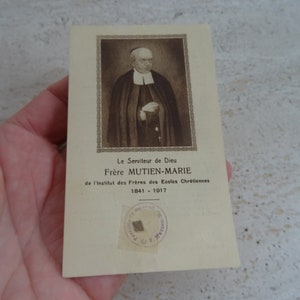 Le Serviteur de Dieu
Frère MUTIEN-MARIE
de l'Institut des Frères des Ecoles Chrétiennes
1841 - 1917